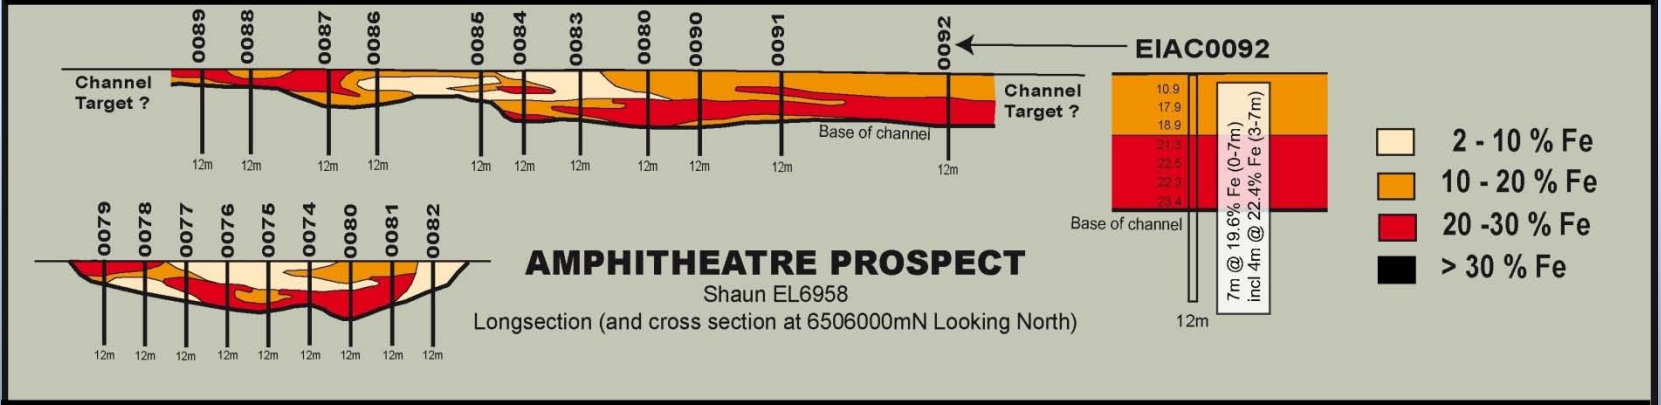 0089 0088 0087 0086 0085 0084 0083 0080 0090 0091 0092
EIAC0092
Channel
Target ?
Channel
Target ?
Base of channel
12m 12m 12m 12m 12m 12m 12m 12m 12m 12m 12m
10.9
17.9
18.9
21.3
22.5
22.3
23.4
Base of channel
12m
7m @ 19.6% Fe (0-7m)
incl 4m @ 22.4% Fe (3-7m)
2 - 10 % Fe
10 - 20 % Fe
20 -30 % Fe
> 30 % Fe
0079 0078 0077 0076 0075 0074 0080 0081 0082
12m 12m 12m 12m 12m 12m 12m 12m 12m
AMPHITHEATRE PROSPECT
Shaun EL6958
Longsection (and cross section at 6506000mN Looking North)